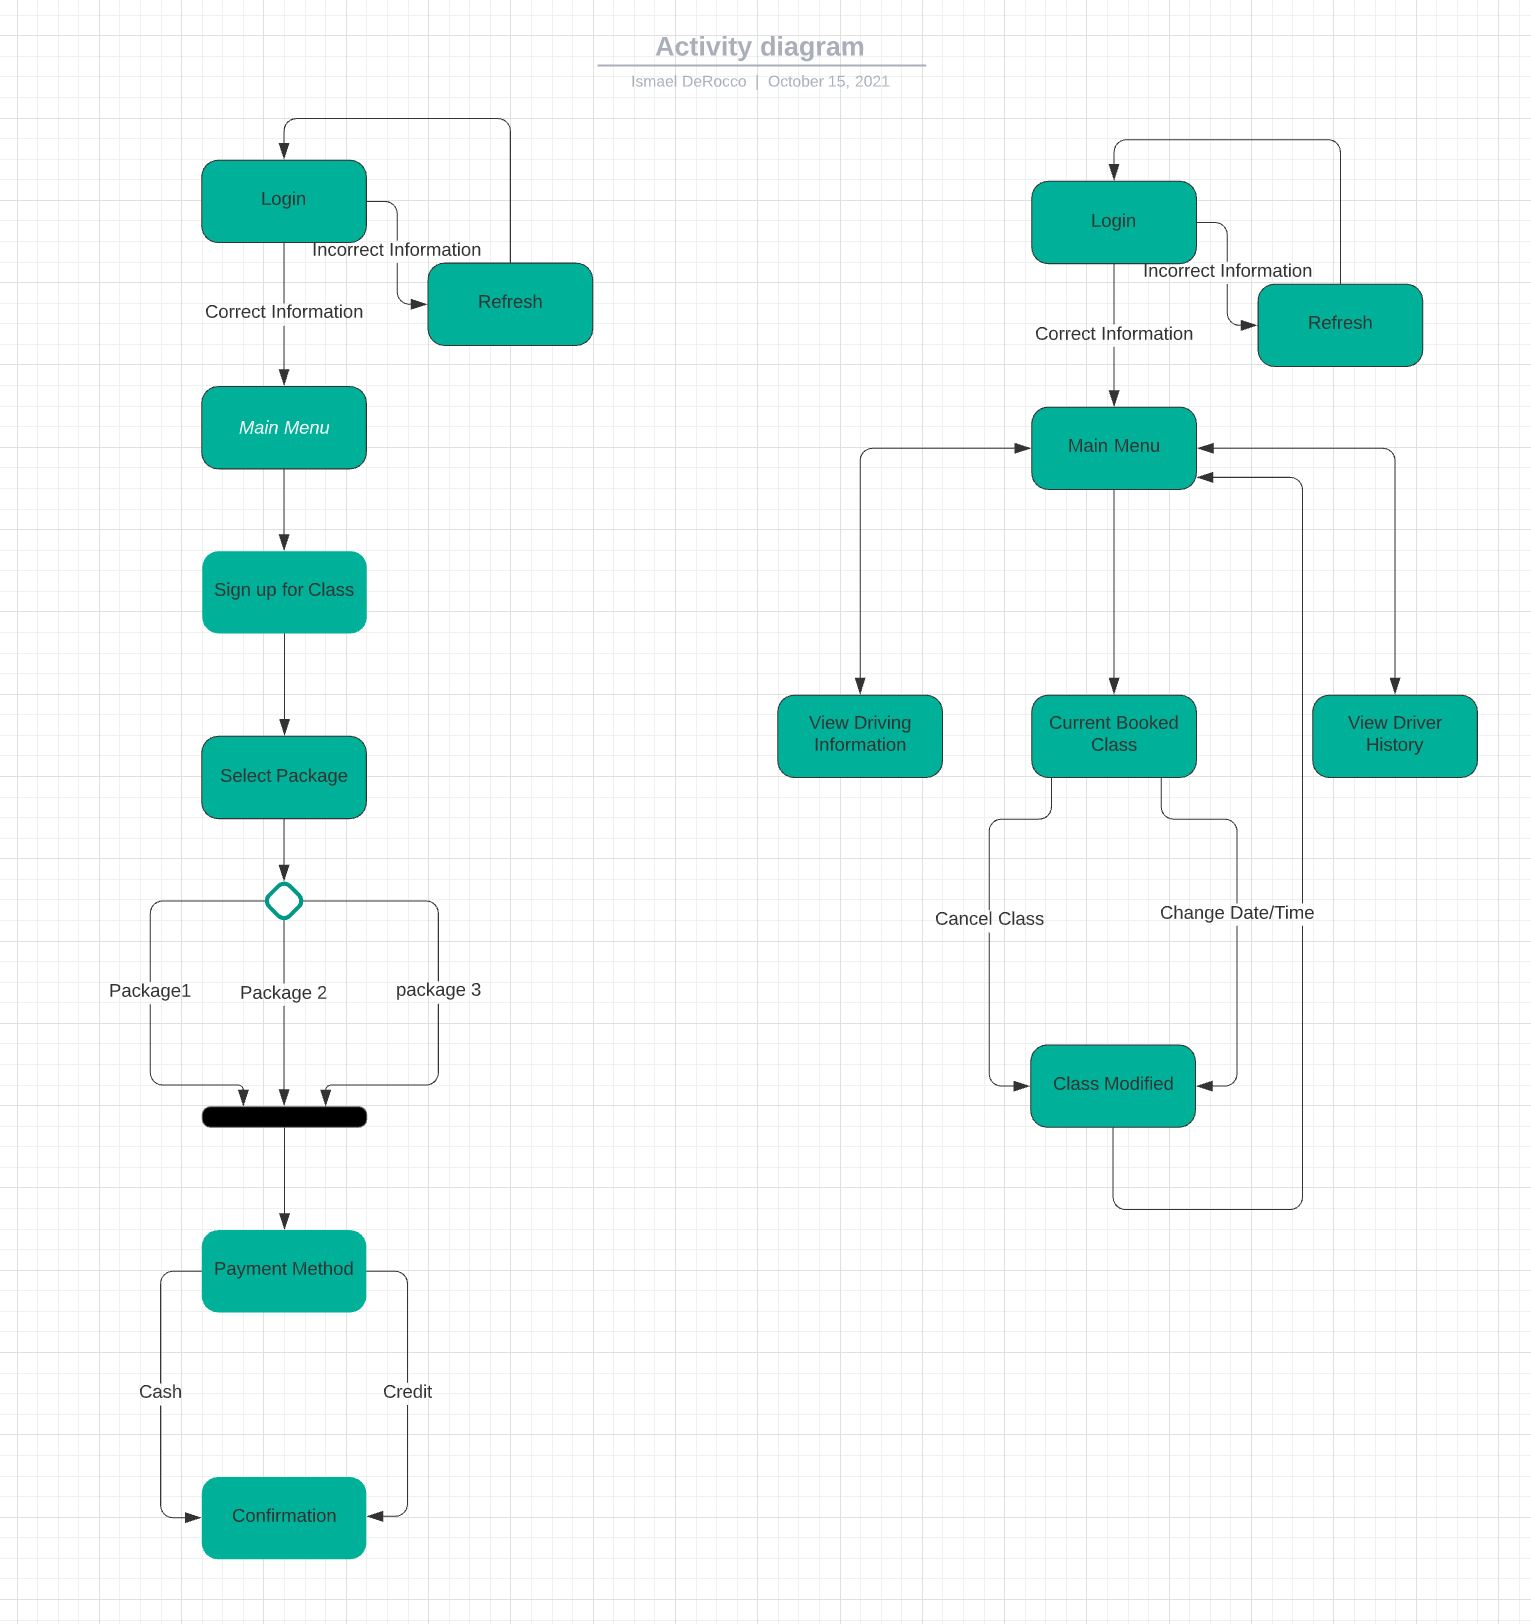 Activity diagram
Ismael DeRocco | October 15, 2021
Login
Incorrect Information
Refresh
Correct Information
Main Menu
Sign up for Class
Select Package
Package1
Package 2
package 3
Payment Method
Cash
Credit
Confirmation
Login
Incorrect Information
Refresh
Correct Information
Main Menu
View Driving
Information
Current Booked
Class
View Driver
History
Cancel Class
Change Date/Time
Class Modified